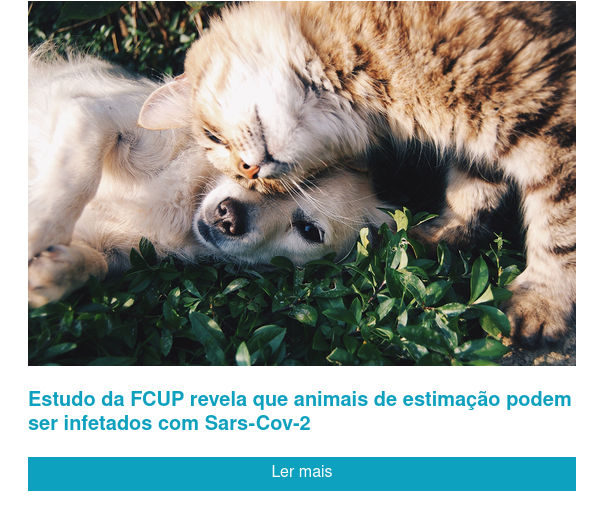 Estudo da FCUP revela que animais de estimação podem
ser infetados com Sars-Cov-2
Ler mais